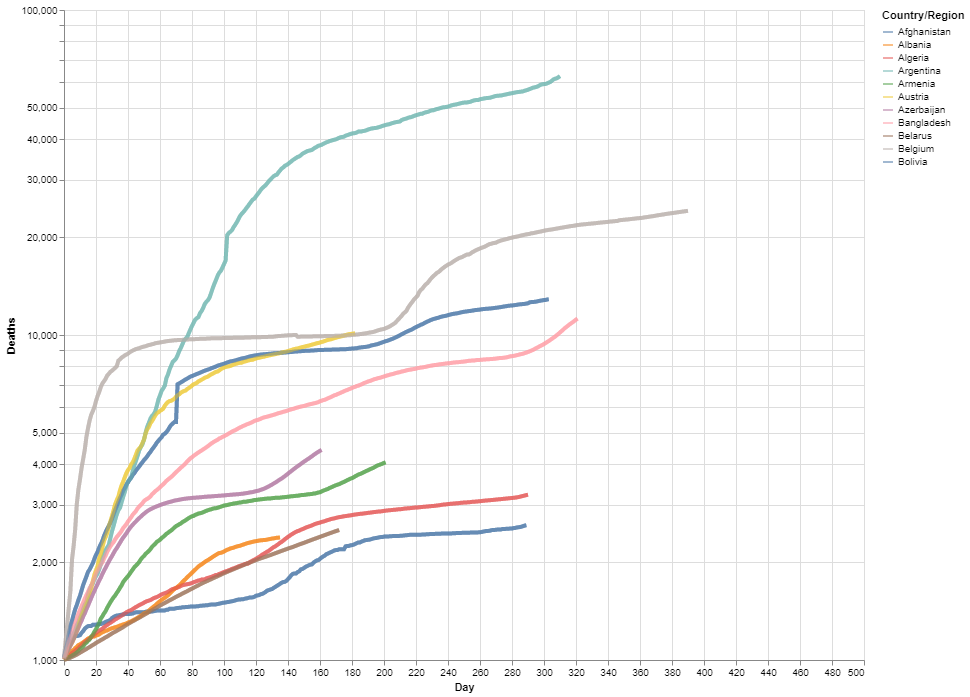 100,000
50,000
40,000
30,000
20,000
10,000
5,000
4,000
3,000
2,000
1,000
Deaths
0 20 40 60 80 100 120 140 160 180 200 220 240 260 280 300 320 340 360 380 400 420 440 460 480 500
Day
Country/Region
Afghanistan
Albania
Algeria
Argentina
Armenia
Austria
Azerbaijan
Bangladesh
Belarus
Belgium
Bolivia